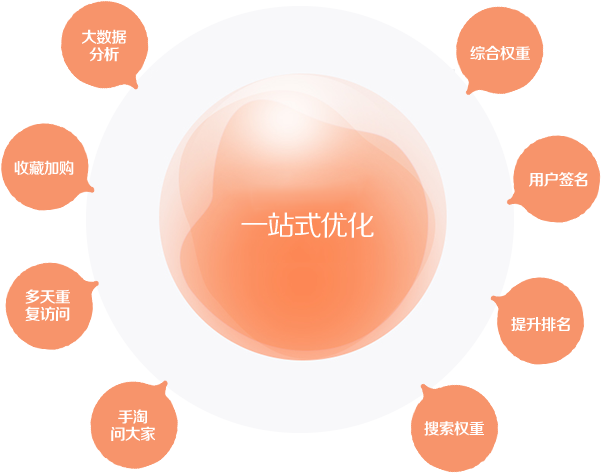 大数据
分析
综合权重
收藏加购
用户签名
一站式优化
多天重
复访问
提升排名
手淘
问大家
搜索权重